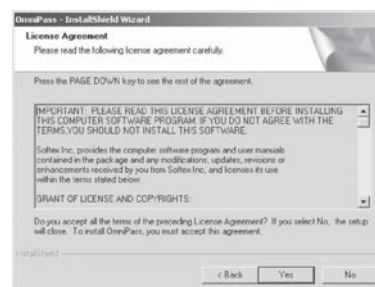 OmniPass - InstallShield Wizard
License Agreement
Please read the following license agreement carefully.
Press the PAGE DOWN key to see the rest of the agreement.
IMPORTANT: PLEASE READ THIS LICENSE AGREEMENT BEFORE INSTALLING
THIS COMPUTER SOFTWARE PROGRAM. IF YOU DO NOT AGREE WITH THE
TERMS,YOU SHOULD NOT INSTALL THIS SOFTWARE.
Softex Inc, provides the computer software program and user manuals
contained in the package and any modifications, updates, revisions or
enhancements received by you from Softex Inc, and licenses its use
within the terms stated below:
GRANT OF LICENSE AND COPYRIGHTS:
Do you accept all the terms of the preceding License Agreement? If you select No, the setup
will close. To install OmniPass, you must accept this agreement.
InstallShield
< Back Yes No